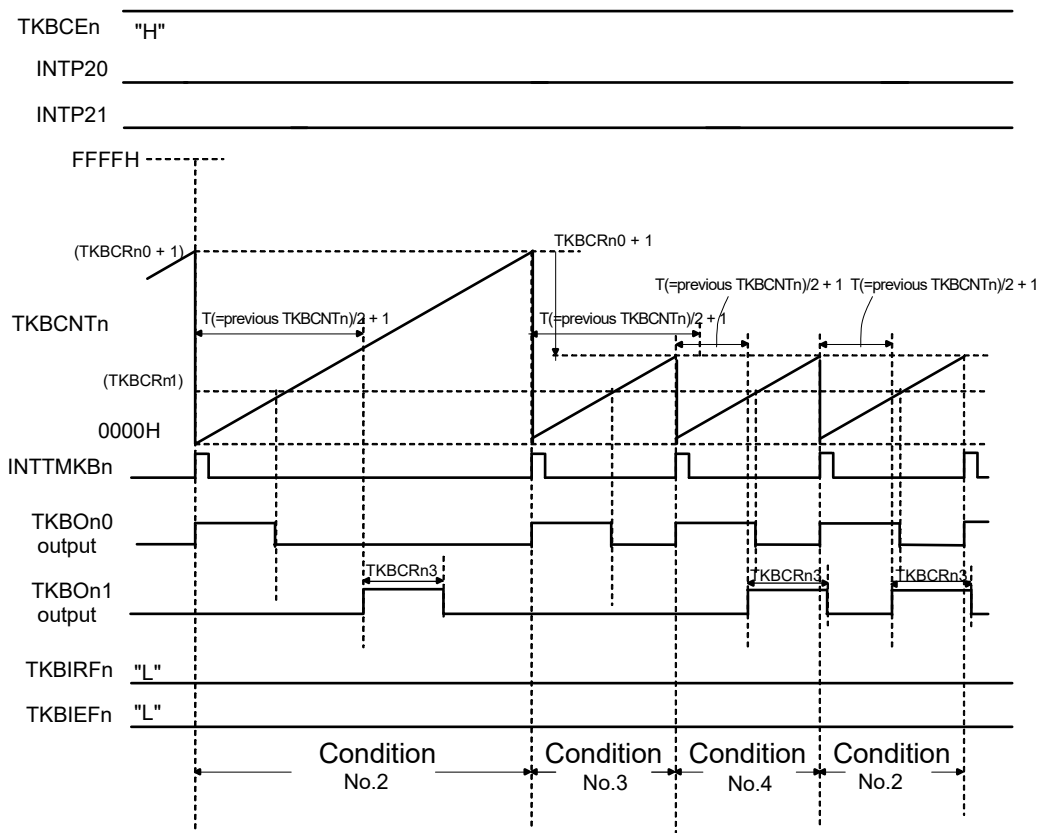 TKBCEn "H"
INTP20
INTP21
FFFFH
(TKBCRn0 + 1)
TKBCRn0 + 1
T(=previous TKBCNTn)/2 + 1 T(=previous TKBCNTn)/2 + 1
TKBCNTn
T(=previous TKBCNTn)/2 + 1
T(=previous TKBCNTn)/2 + 1
(TKBCRn1)
0000H
INTTMKBn
TKBOn0
output
TKBOn1
output
TKBCRn3
TKBCRn3
TKBCRn3
TKBIRFn "L"
TKBIEFn "L"
Condition
No.2
Condition
No.3
Condition
No.4
Condition
No.2